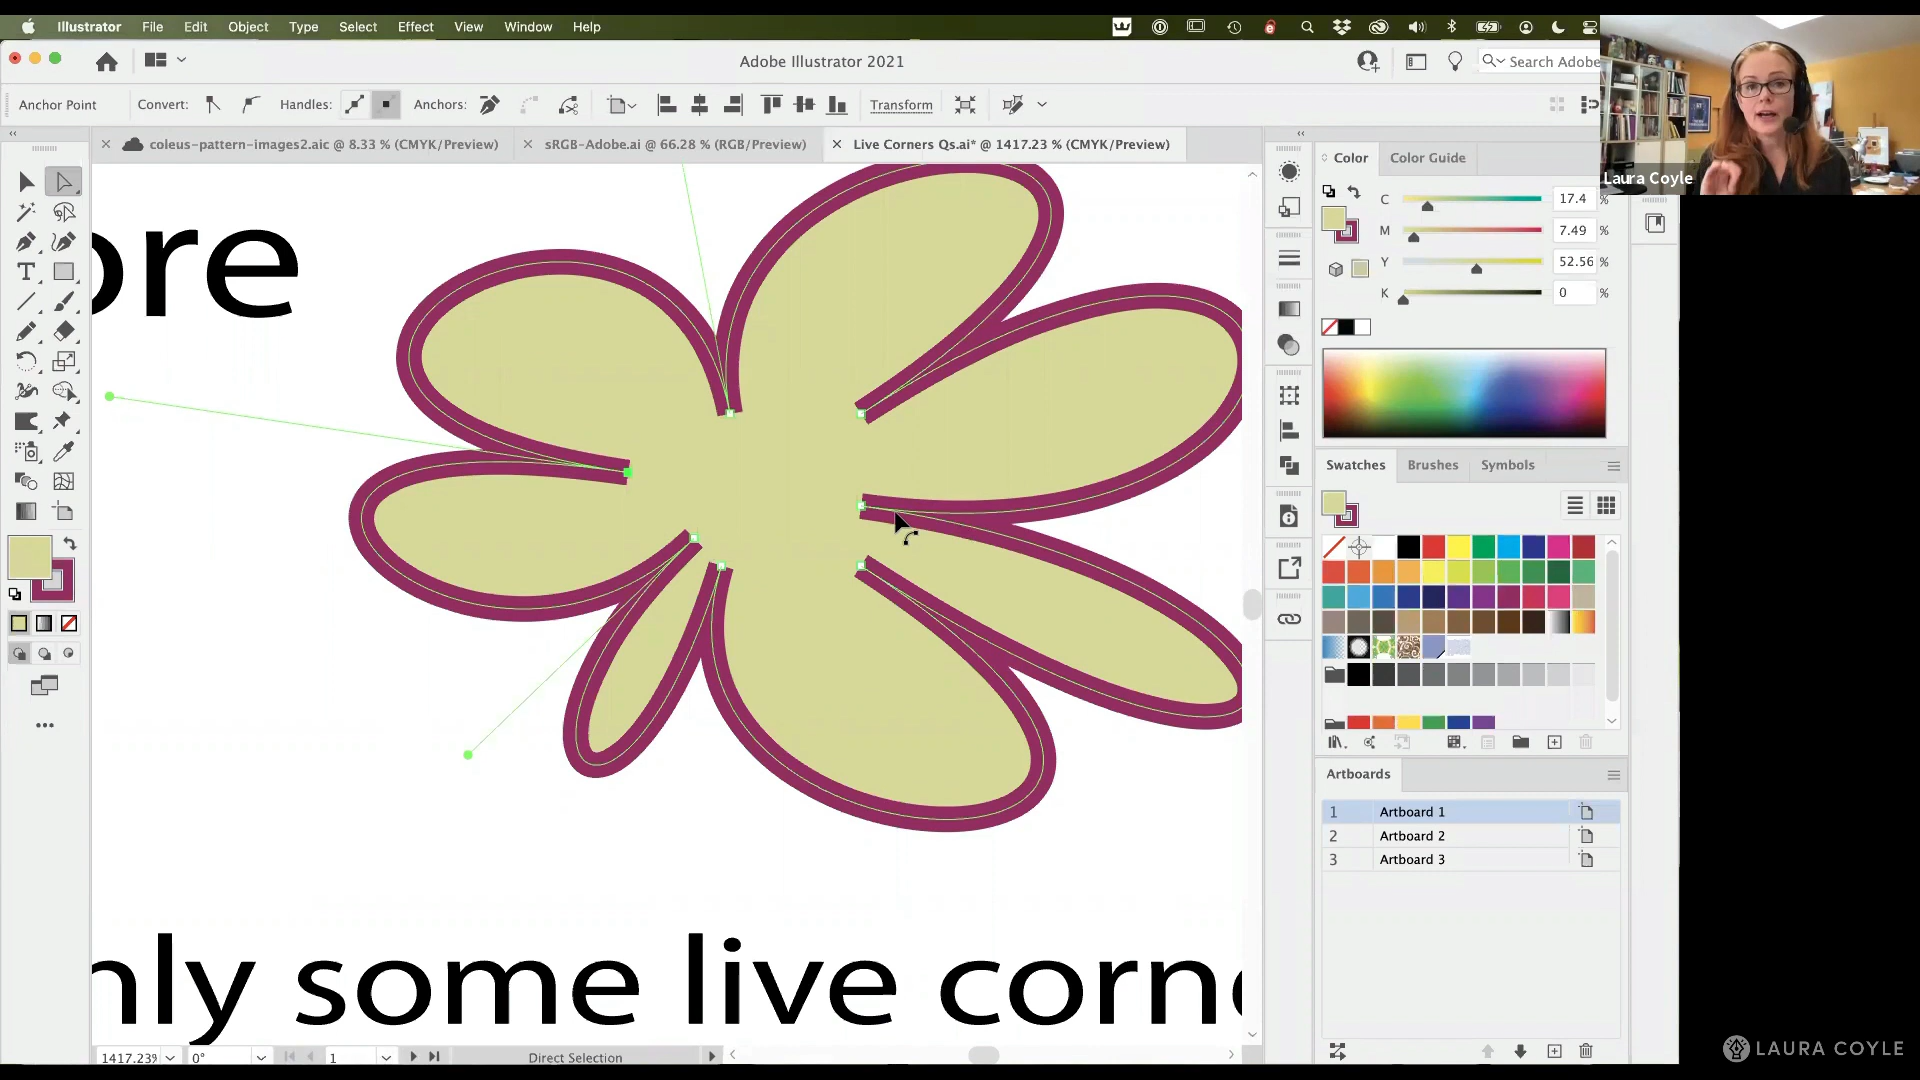 Illustrator File Edit Object Type Select Effect View Window Help
Adobe Illustrator 2021
Search Adobe
Anchor Point Convert: Handles: Anchors: Transform
coleus-pattern-images2.aic @ 8.33 % (CMYK/Preview) sRGB-Adobe.ai @ 66.28 % (RGB/Preview) Live Corners Qs.ai* @ 1417.23 % (CMYK/Preview)
Color Color Guide
Laura Coyle
C 17.4 %
M 7.49 %
Y 52.56 %
K 0 %
ore
Swatches Brushes Symbols
Artboards
1 Artboard 1
2 Artboard 2
3 Artboard 3
nly some live corne
1417.23% 0° 1 Direct Selection
LAURA COYLE